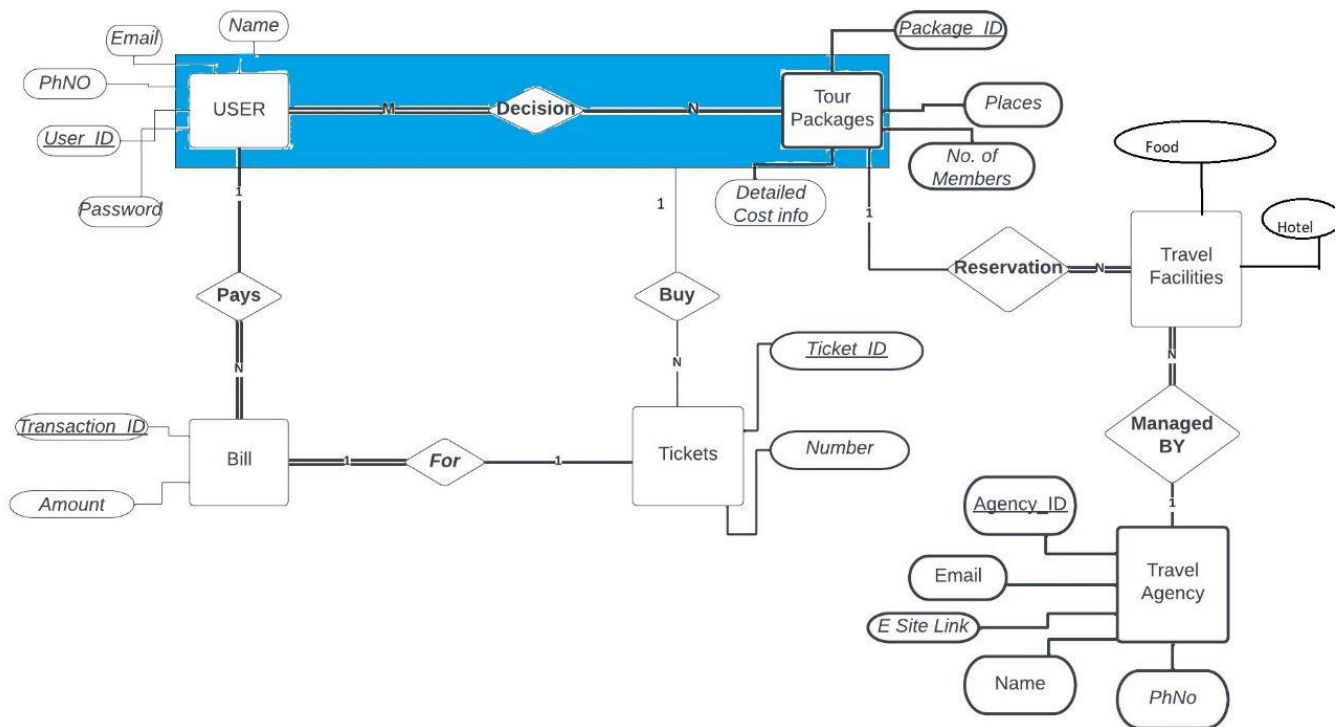 Name
Package_ID
Email
PhNO
USER
M
Decision
N
Tour
Packages
Places
User_ID
No. of
Members
Food
Password
1
1
Detailed
Cost info
1
Hotel
Reservation
N
Travel
Facilities
Pays
Buy
N
N
N
Ticket_ID
Transaction_ID
Managed
BY
Bill
1
For
1
Tickets
Number
Amount
1
Agency_ID
Email
Travel
Agency
E Site Link
Name
PhNo